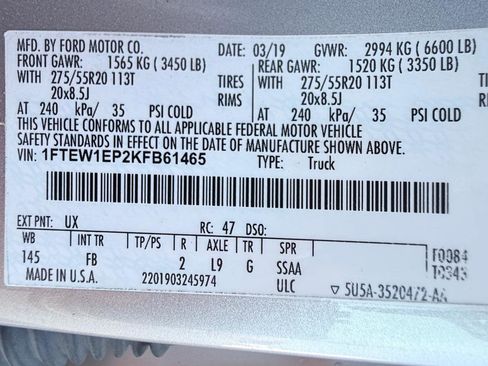 MFD. BY FORD MOTOR CO. DATE: 03/19 GVWR: 2994 KG ( 6600 LB)
FRONT GAWR: 1565 KG ( 3450 LB) REAR GAWR: 1520 KG ( 3350 LB)
WITH 275/55R20 113T TIRES WITH 275/55R20 113T
20x8.5J RIMS 20x8.5J
AT 240 kPa/ 35 PSI COLD AT 240 kPa/ 35 PSI COLD
THIS VEHICLE CONFORMS TO ALL APPLICABLE FEDERAL MOTOR VEHICLE
SAFETY STANDARDS IN EFFECT ON THE DATE OF MANUFACTURE SHOWN ABOVE.
VIN: 1FTEW1EP2KFB61465 TYPE: Truck
EXT PNT: UX RC: 47 DSO:
WB INT TR TP/PS R AXLE TR SPR
145 FB 2 L9 G SSAA
ULC
MADE IN U.S.A. 2201903245974
F0084
T0343
▽ 5U5A-3520472-AA